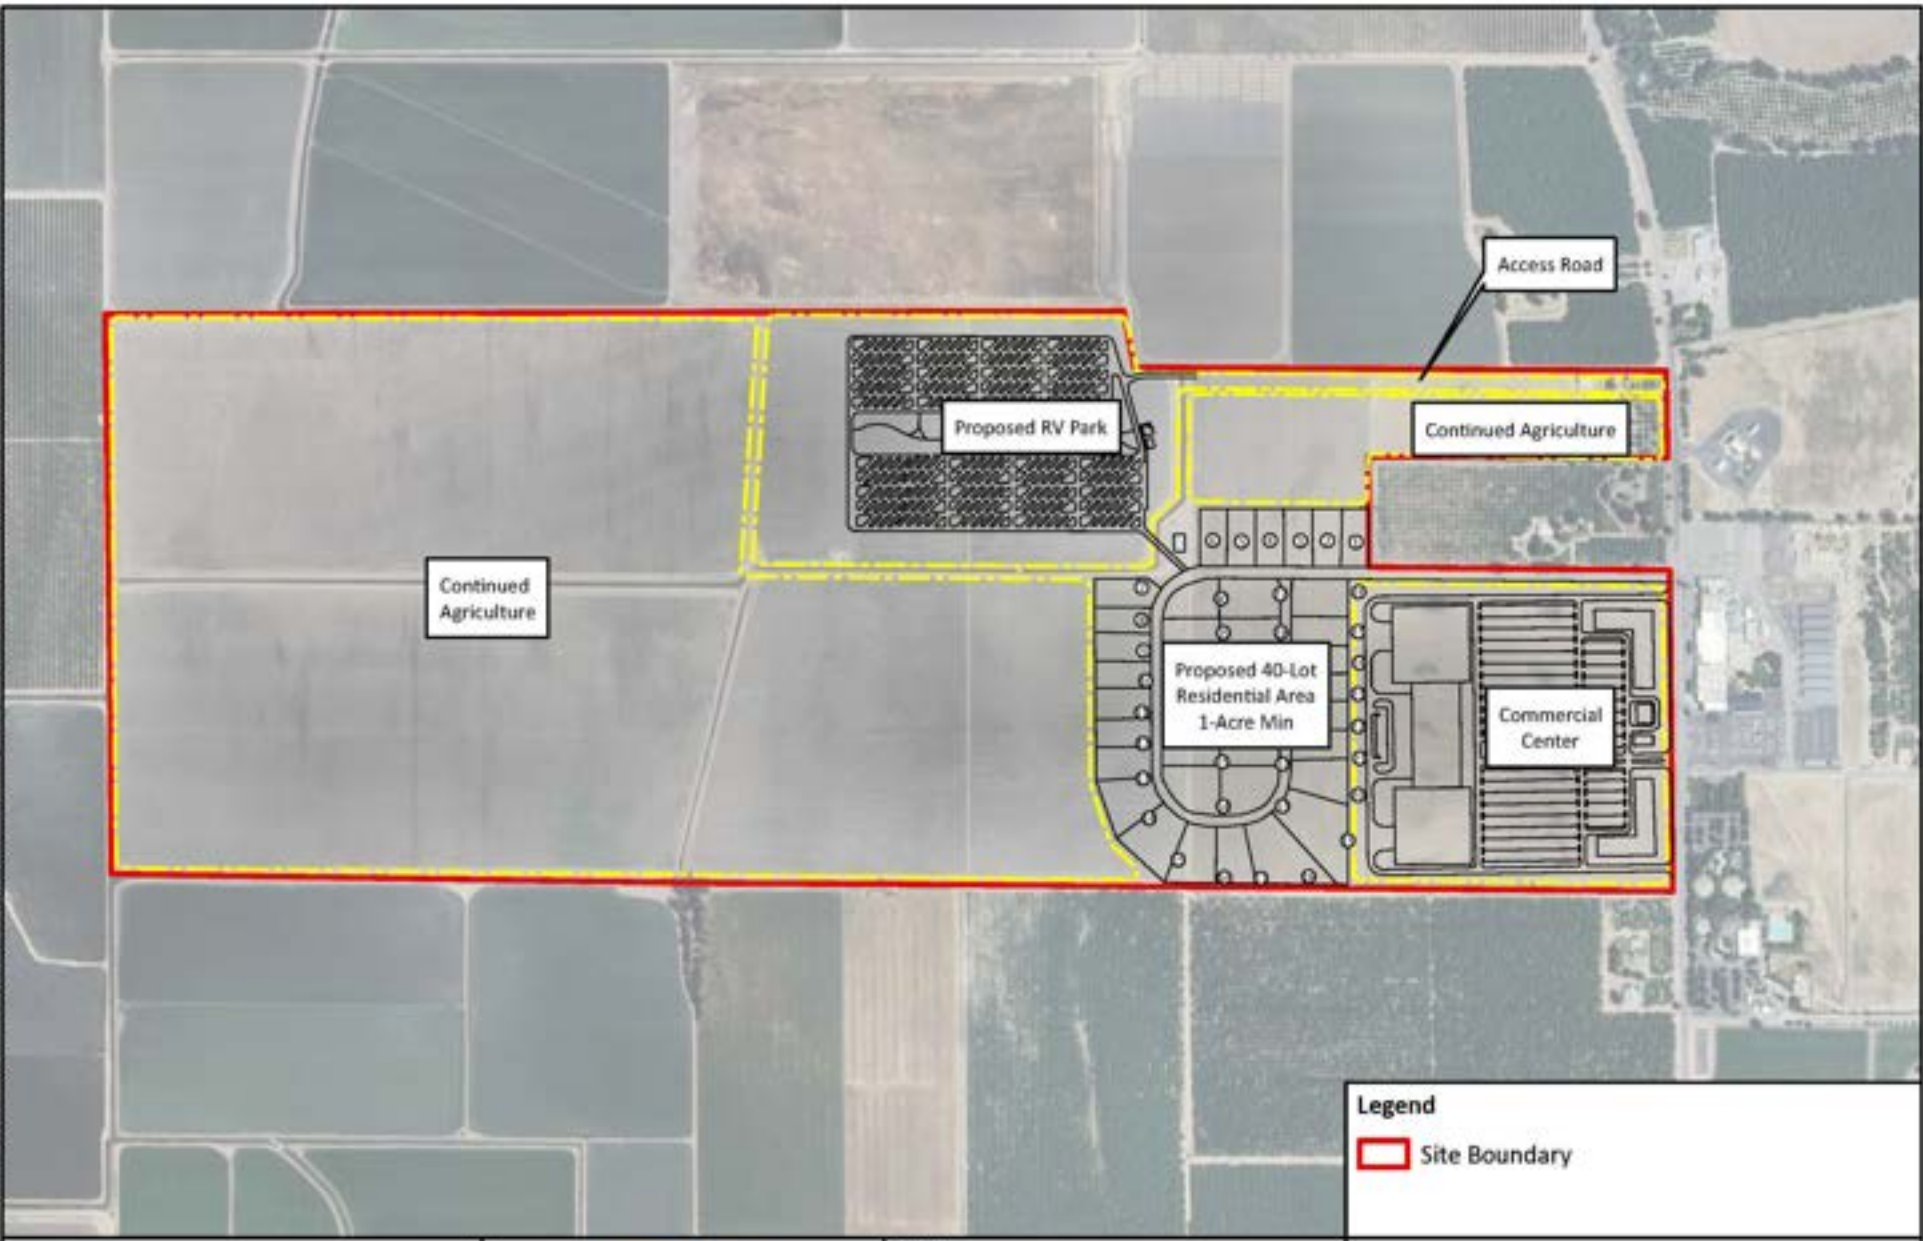 Access Road
Proposed RV Park
Continued Agriculture
Continued
Agriculture
Proposed 40-Lot
Residential Area
1-Acre Min
Commercial
Center
Legend
Site Boundary